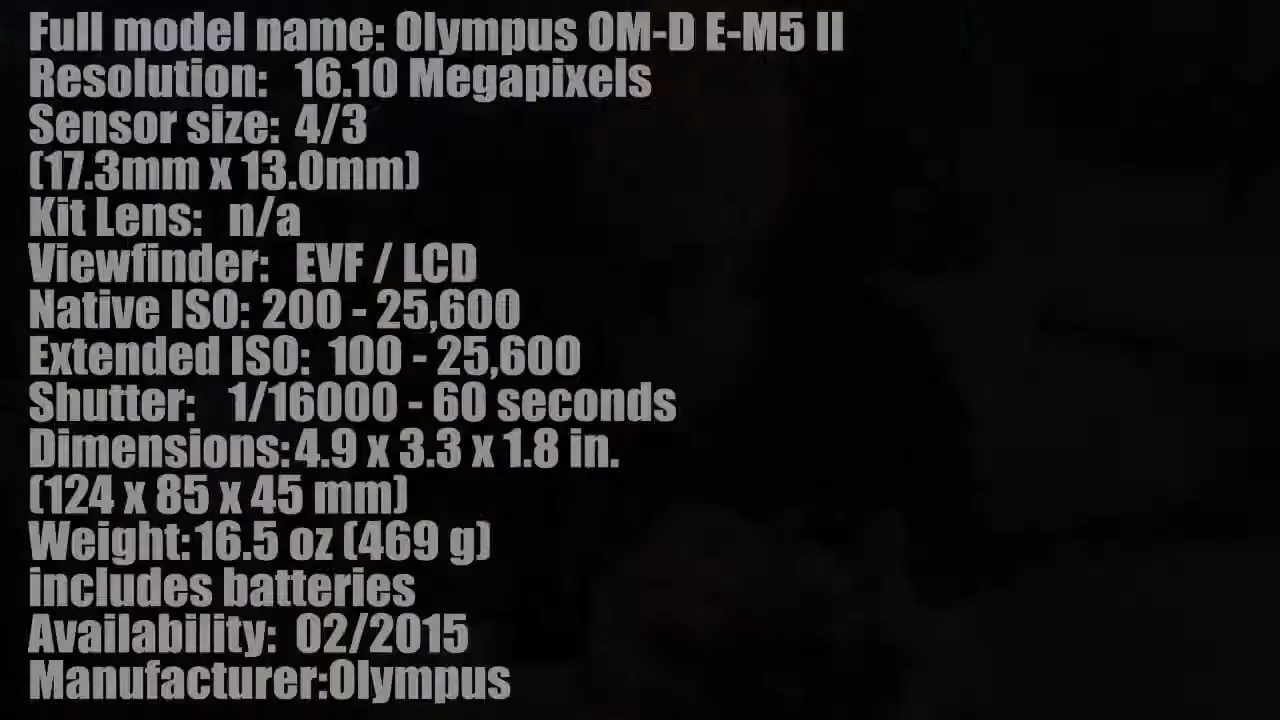 Full model name: Olympus OM-D E-M5 II
Resolution: 16.10 Megapixels
Sensor size: 4/3
(17.3mm x 13.0mm)
Kit Lens: n/a
Viewfinder: EVF / LCD
Native ISO: 200 - 25,600
Extended ISO: 100 - 25,600
Shutter: 1/16000 - 60 seconds
Dimensions: 4.9 x 3.3 x 1.8 in.
(124 x 85 x 45 mm)
Weight: 16.5 oz (469 g)
includes batteries
Availability: 02/2015
Manufacturer:Olympus